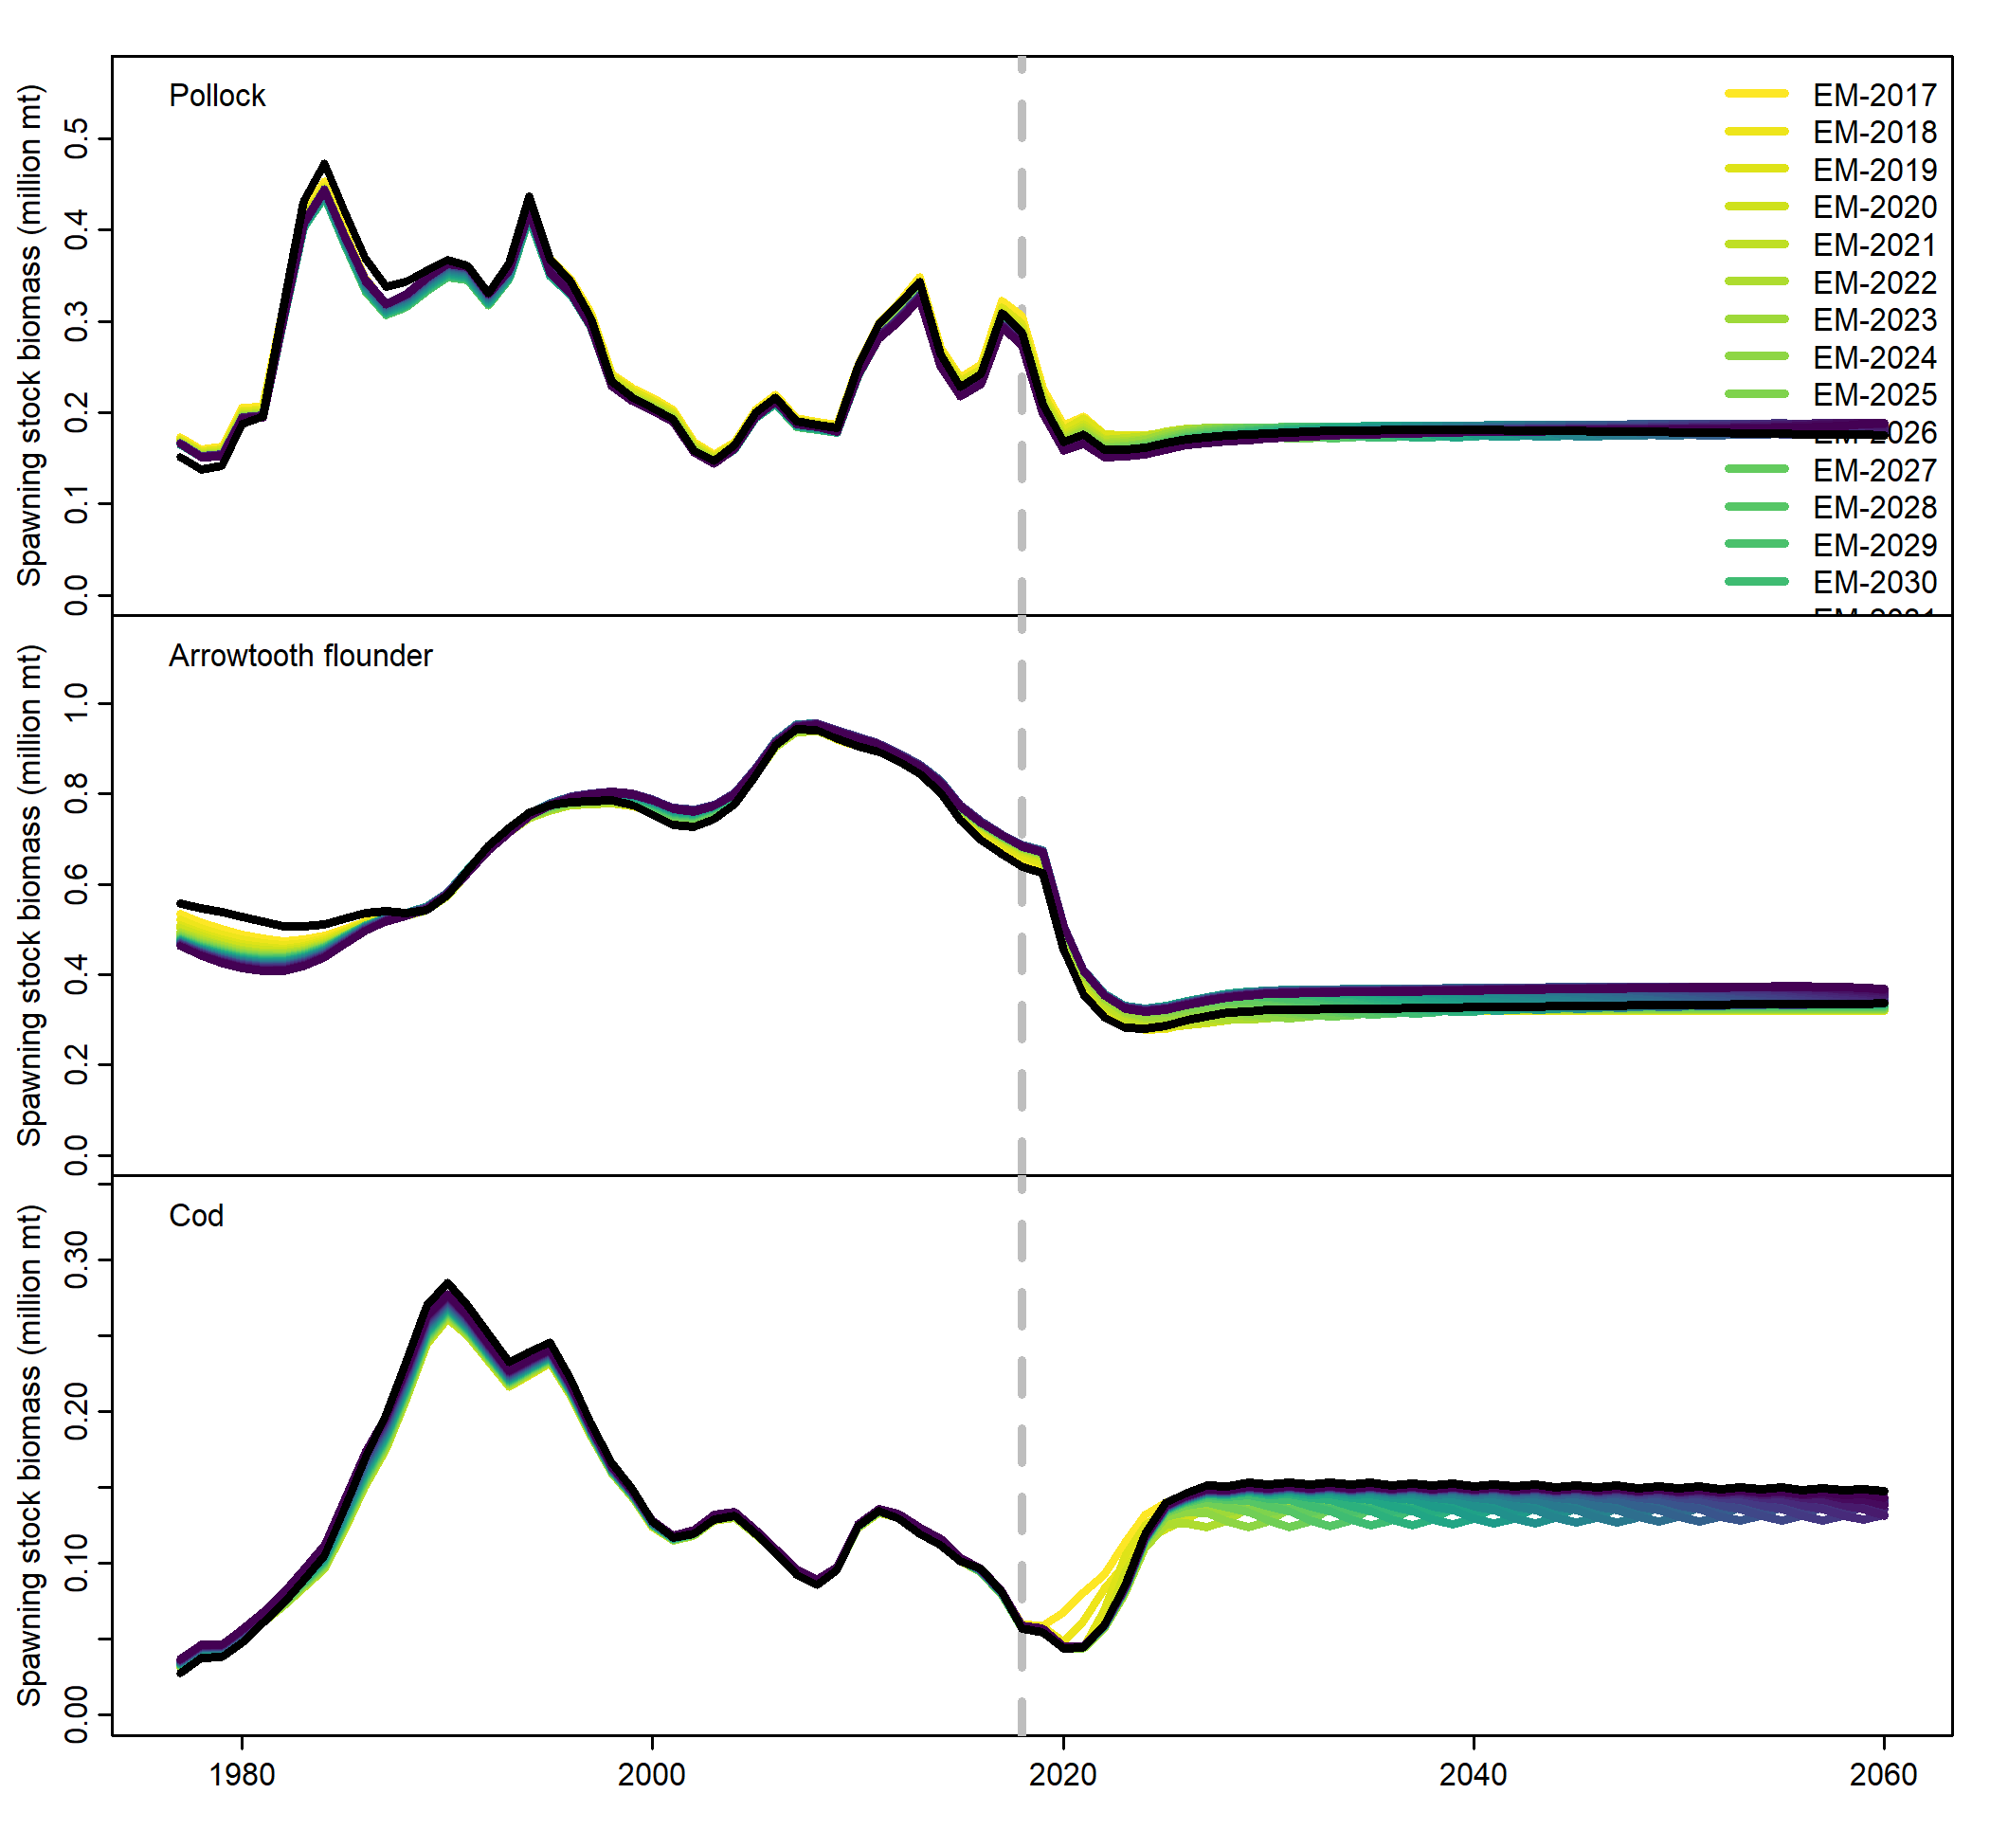 Pollock
Spawning stock biomass (million mt)
0.0
0.1
0.2
0.3
0.4
0.5
EM-2017
EM-2018
EM-2019
EM-2020
EM-2021
EM-2022
EM-2023
EM-2024
EM-2025
2026
EM-2027
EM-2028
EM-2029
EM-2030
Arrowtooth flounder
Spawning stock biomass (million mt)
0.0
0.2
0.4
0.6
0.8
1.0
Cod
Spawning stock biomass (million mt)
0.00
0.10
0.20
0.30
1980
2000
2020
2040
2060